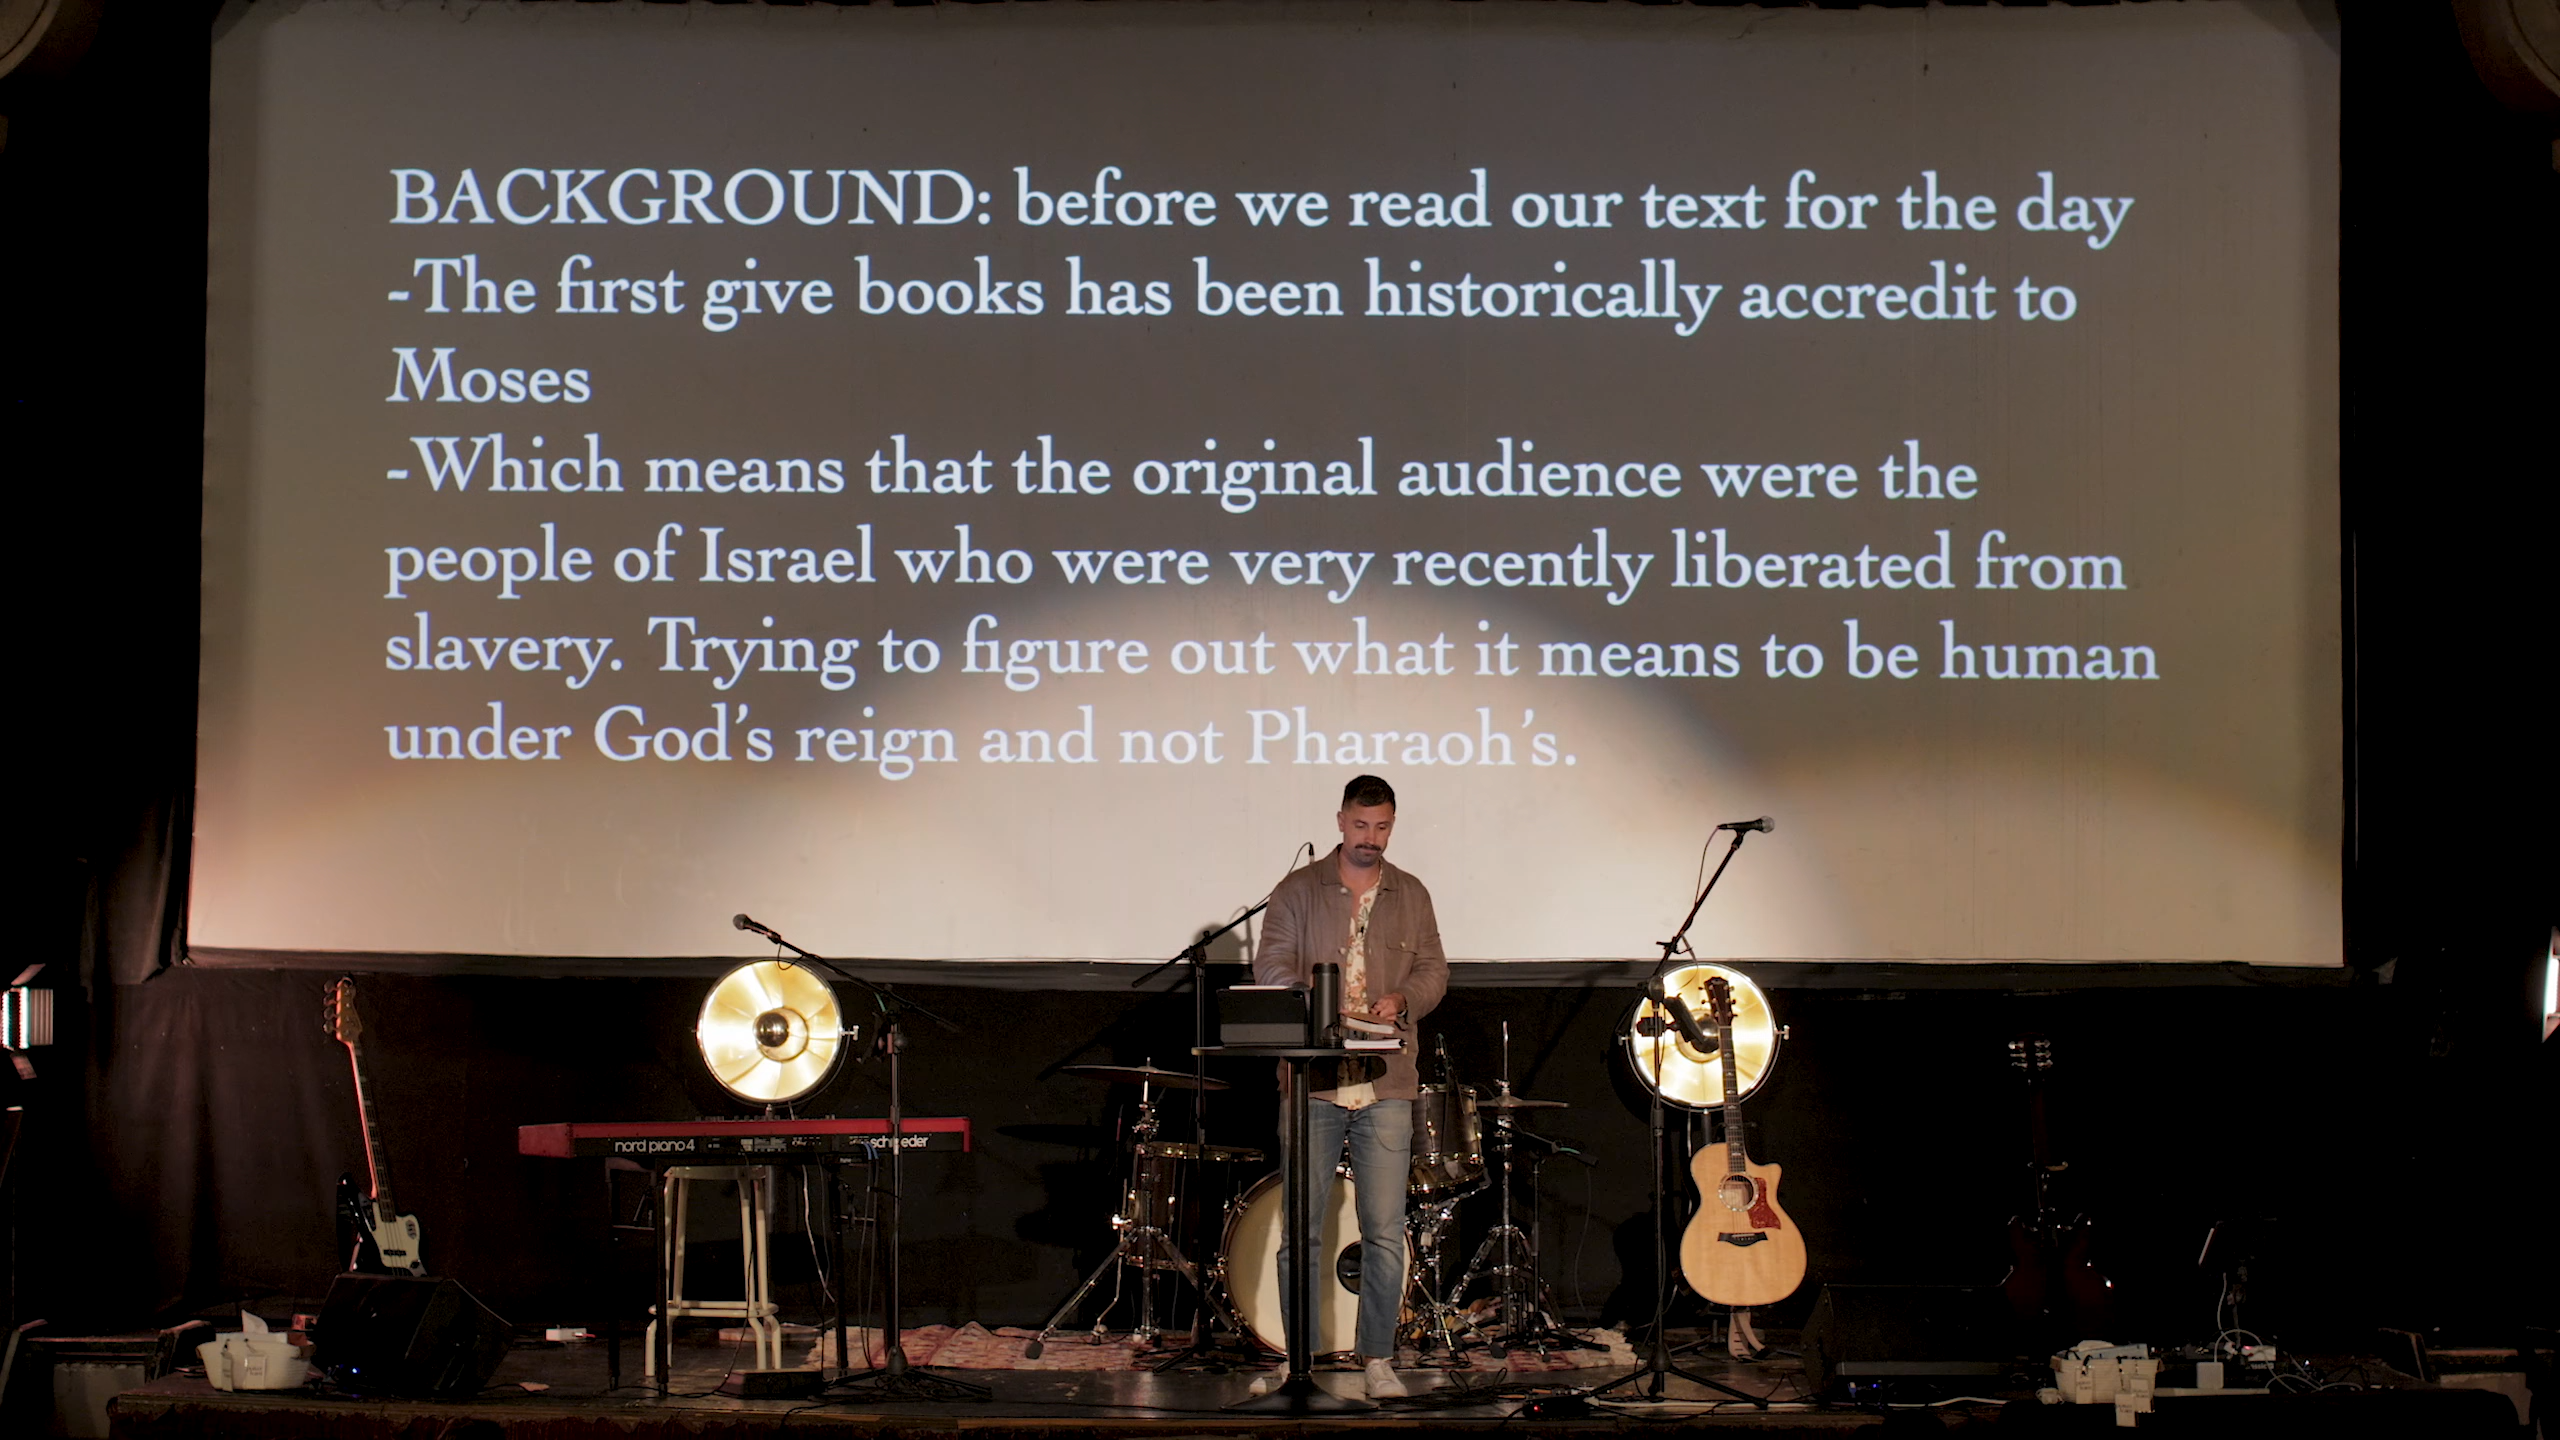 BACKGROUND: before we read our text for the day
-The first give books has been historically accredit to
Moses
-Which means that the original audience were the
people of Israel who were very recently liberated from
slavery. Trying to figure out what it means to be human
under God's reign and not Pharaoh's.
nord piano 4